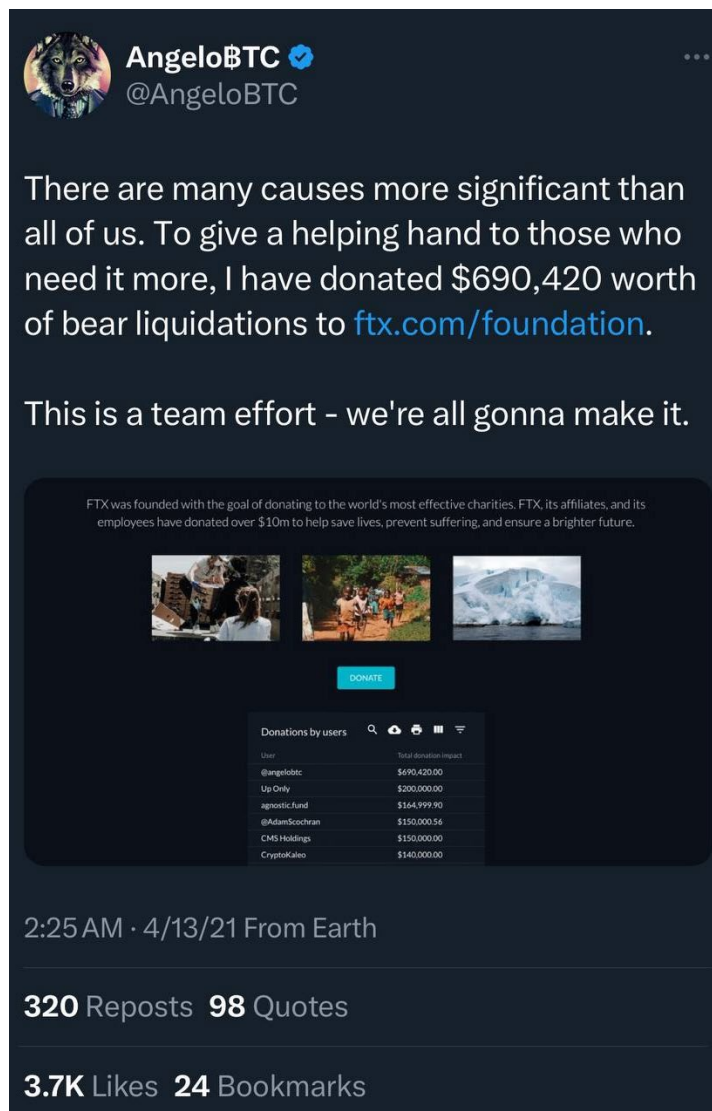 Angelo฿TC
@AngeloBTC
There are many causes more significant than
all of us. To give a helping hand to those who
need it more, I have donated $690,420 worth
of bear liquidations to ftx.com/foundation.
This is a team effort - we're all gonna make it.
FTX was founded with the goal of donating to the world's most effective charities. FTX, its affiliates, and its
employees have donated over $10m to help save lives, prevent suffering, and ensure a brighter future.
DONATE
Donations by users
User Total donation impact
@angelobtc $690,420.00
Up Only $200,000.00
agnostic.fund $164,999.90
@AdamScochran $150,000.56
CMS Holdings $150,000.00
CryptoKaleo $140,000.00
2:25 AM · 4/13/21 From Earth
320 Reposts 98 Quotes
3.7K Likes 24 Bookmarks